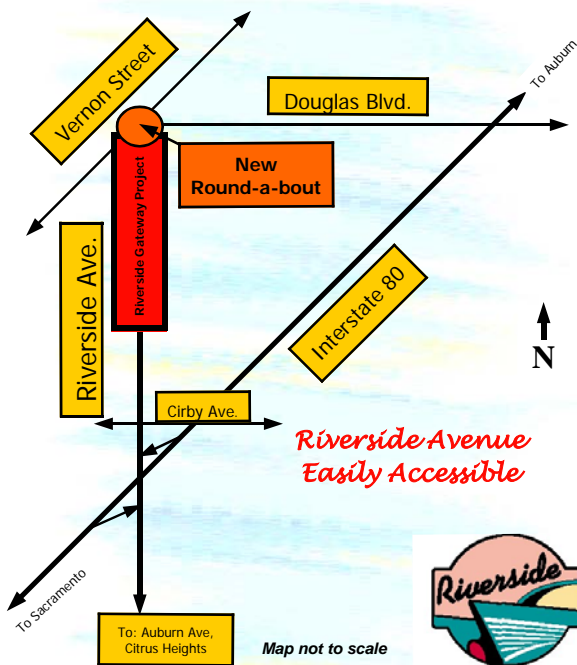 To Auburn
Vernon Street
Douglas Blvd.
New
Round-a-bout
Riverside Gateway Project
Riverside Ave.
Interstate 80
N
Cirby Ave.
Riverside Avenue
Easily Accessible
To Sacramento
Riverside
To: Auburn Ave,
Citrus Heights
Map not to scale